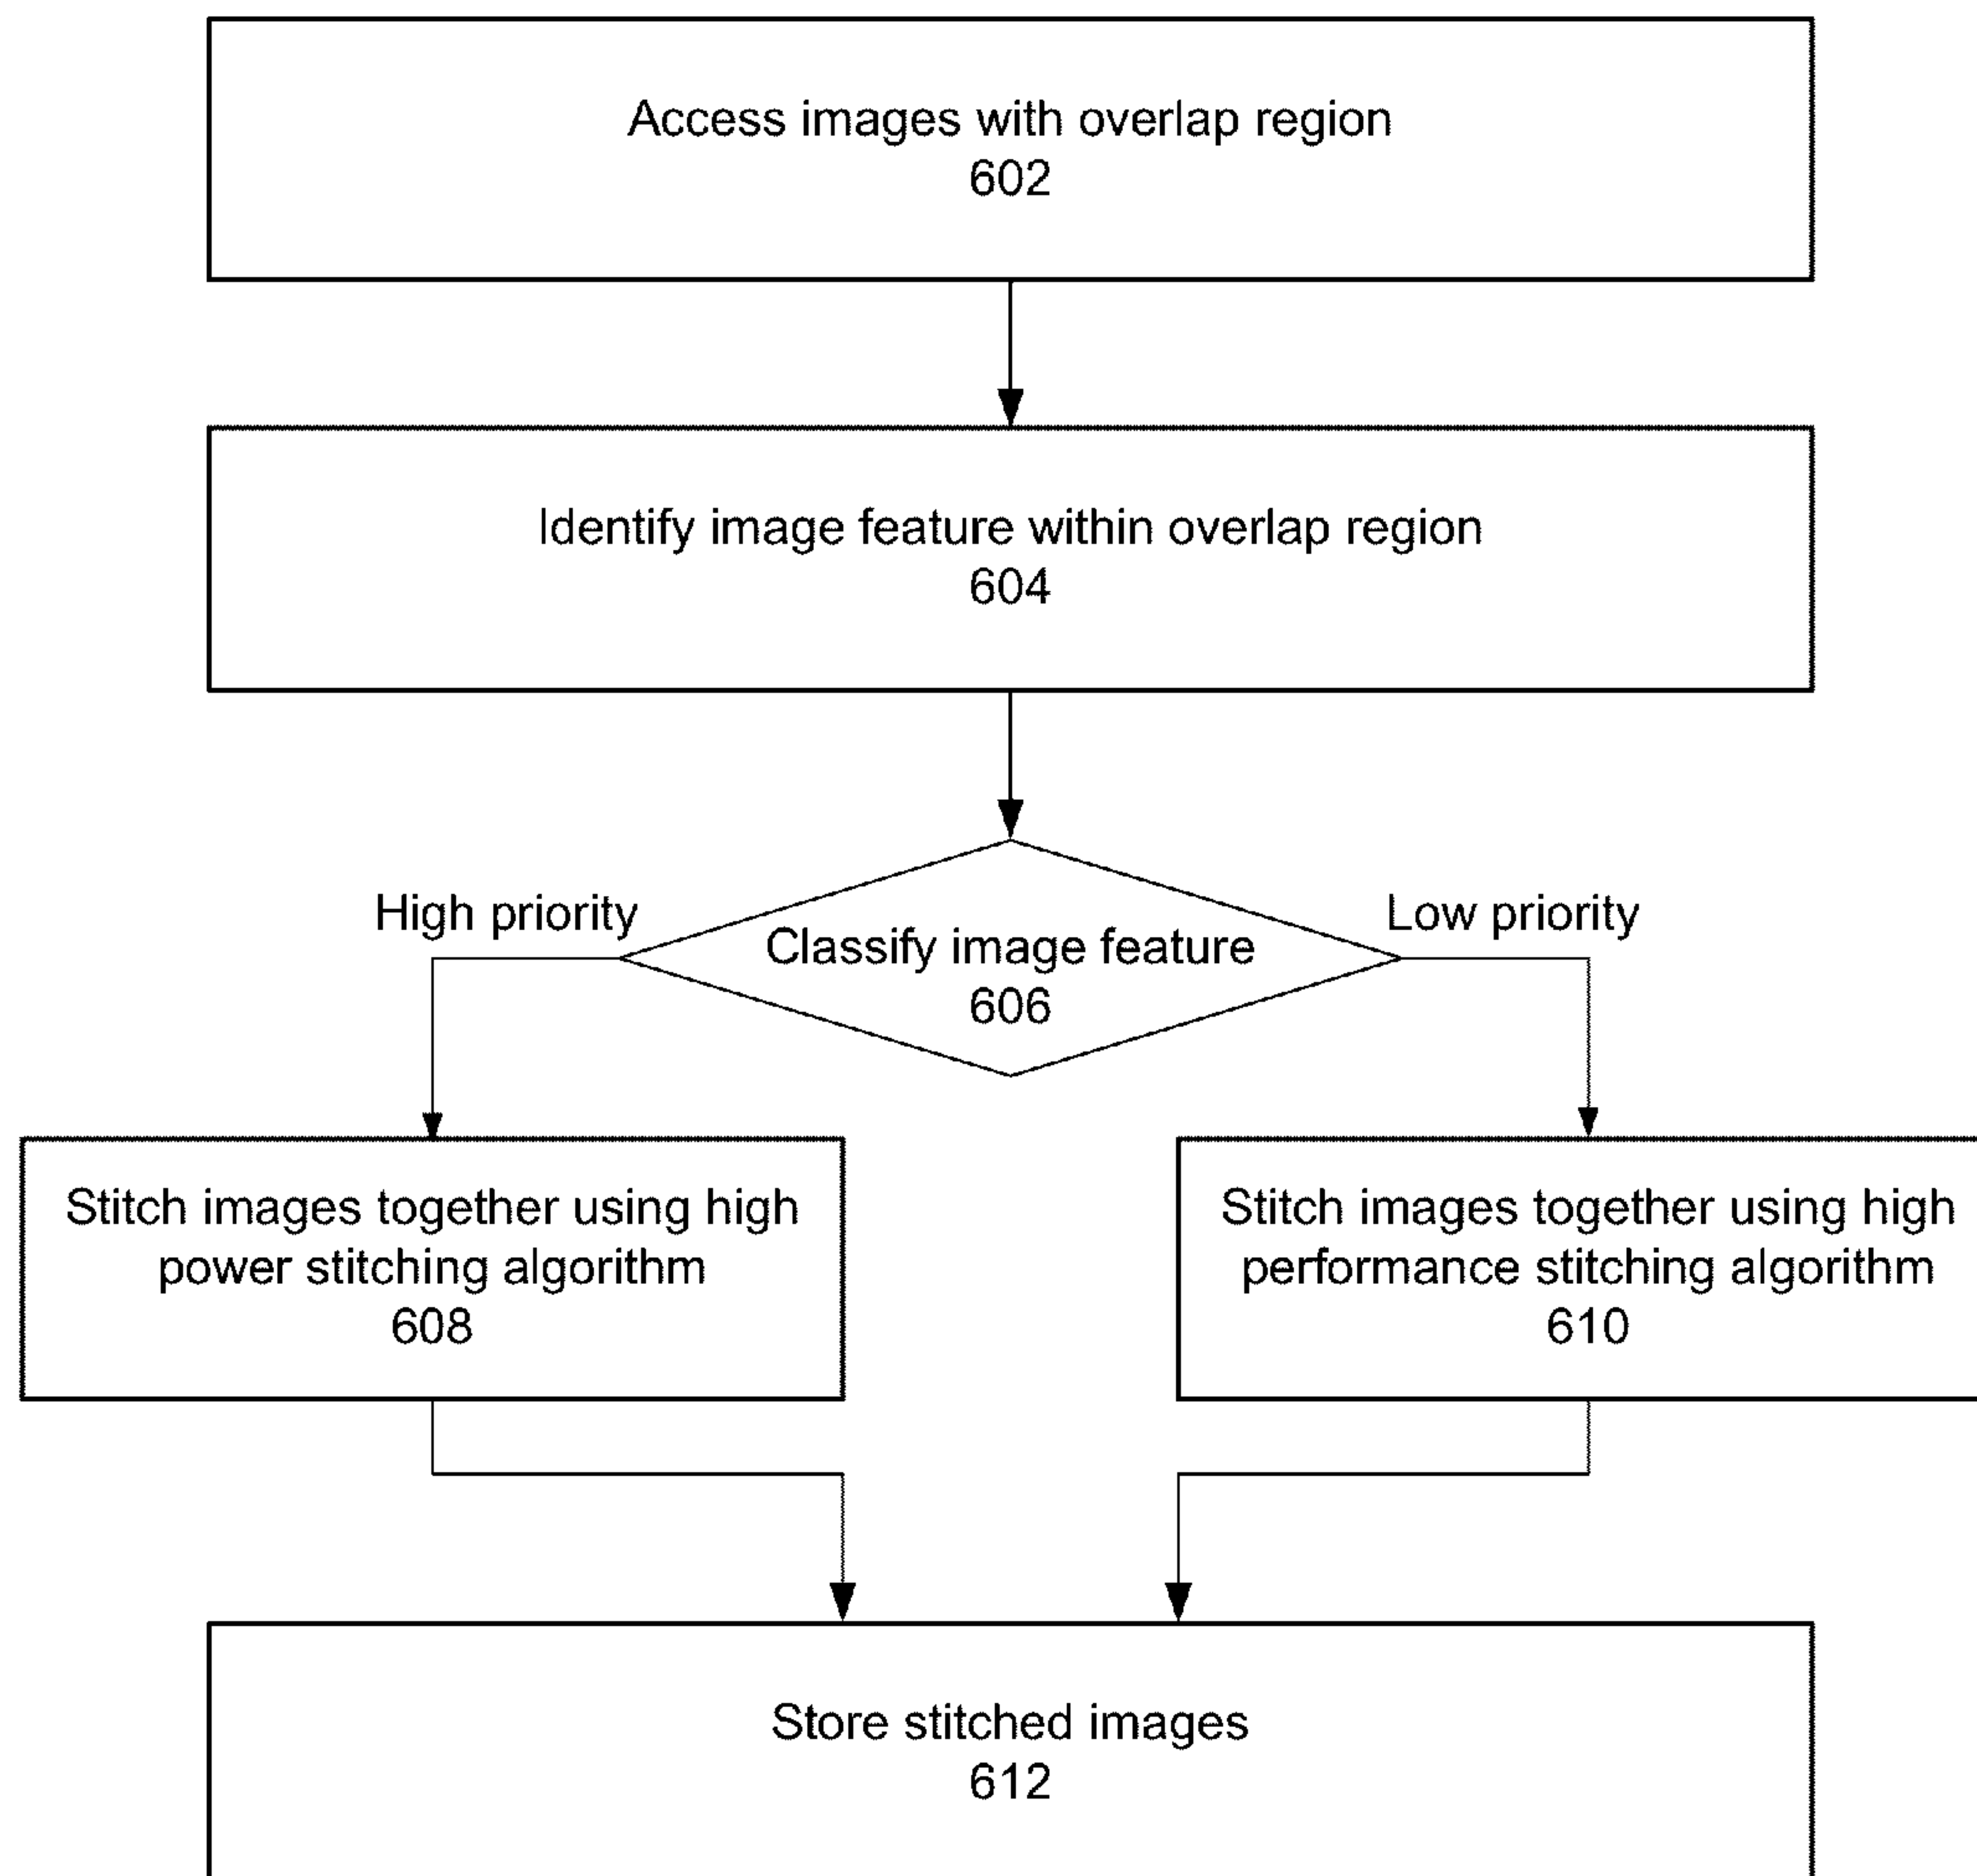 Access images with overlap region
602
Identify image feature within overlap region
604
High priority
Low priority
Classify image feature
606
Stitch images together using high
power stitching algorithm
608
Stitch images together using high
performance stitching algorithm
610
Store stitched images
612